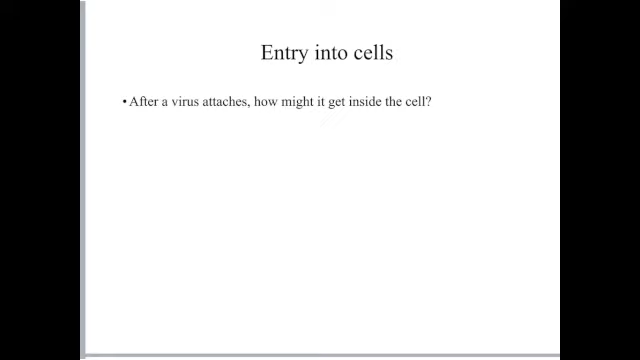 Entry into cells
• After a virus attaches, how might it get inside the cell?